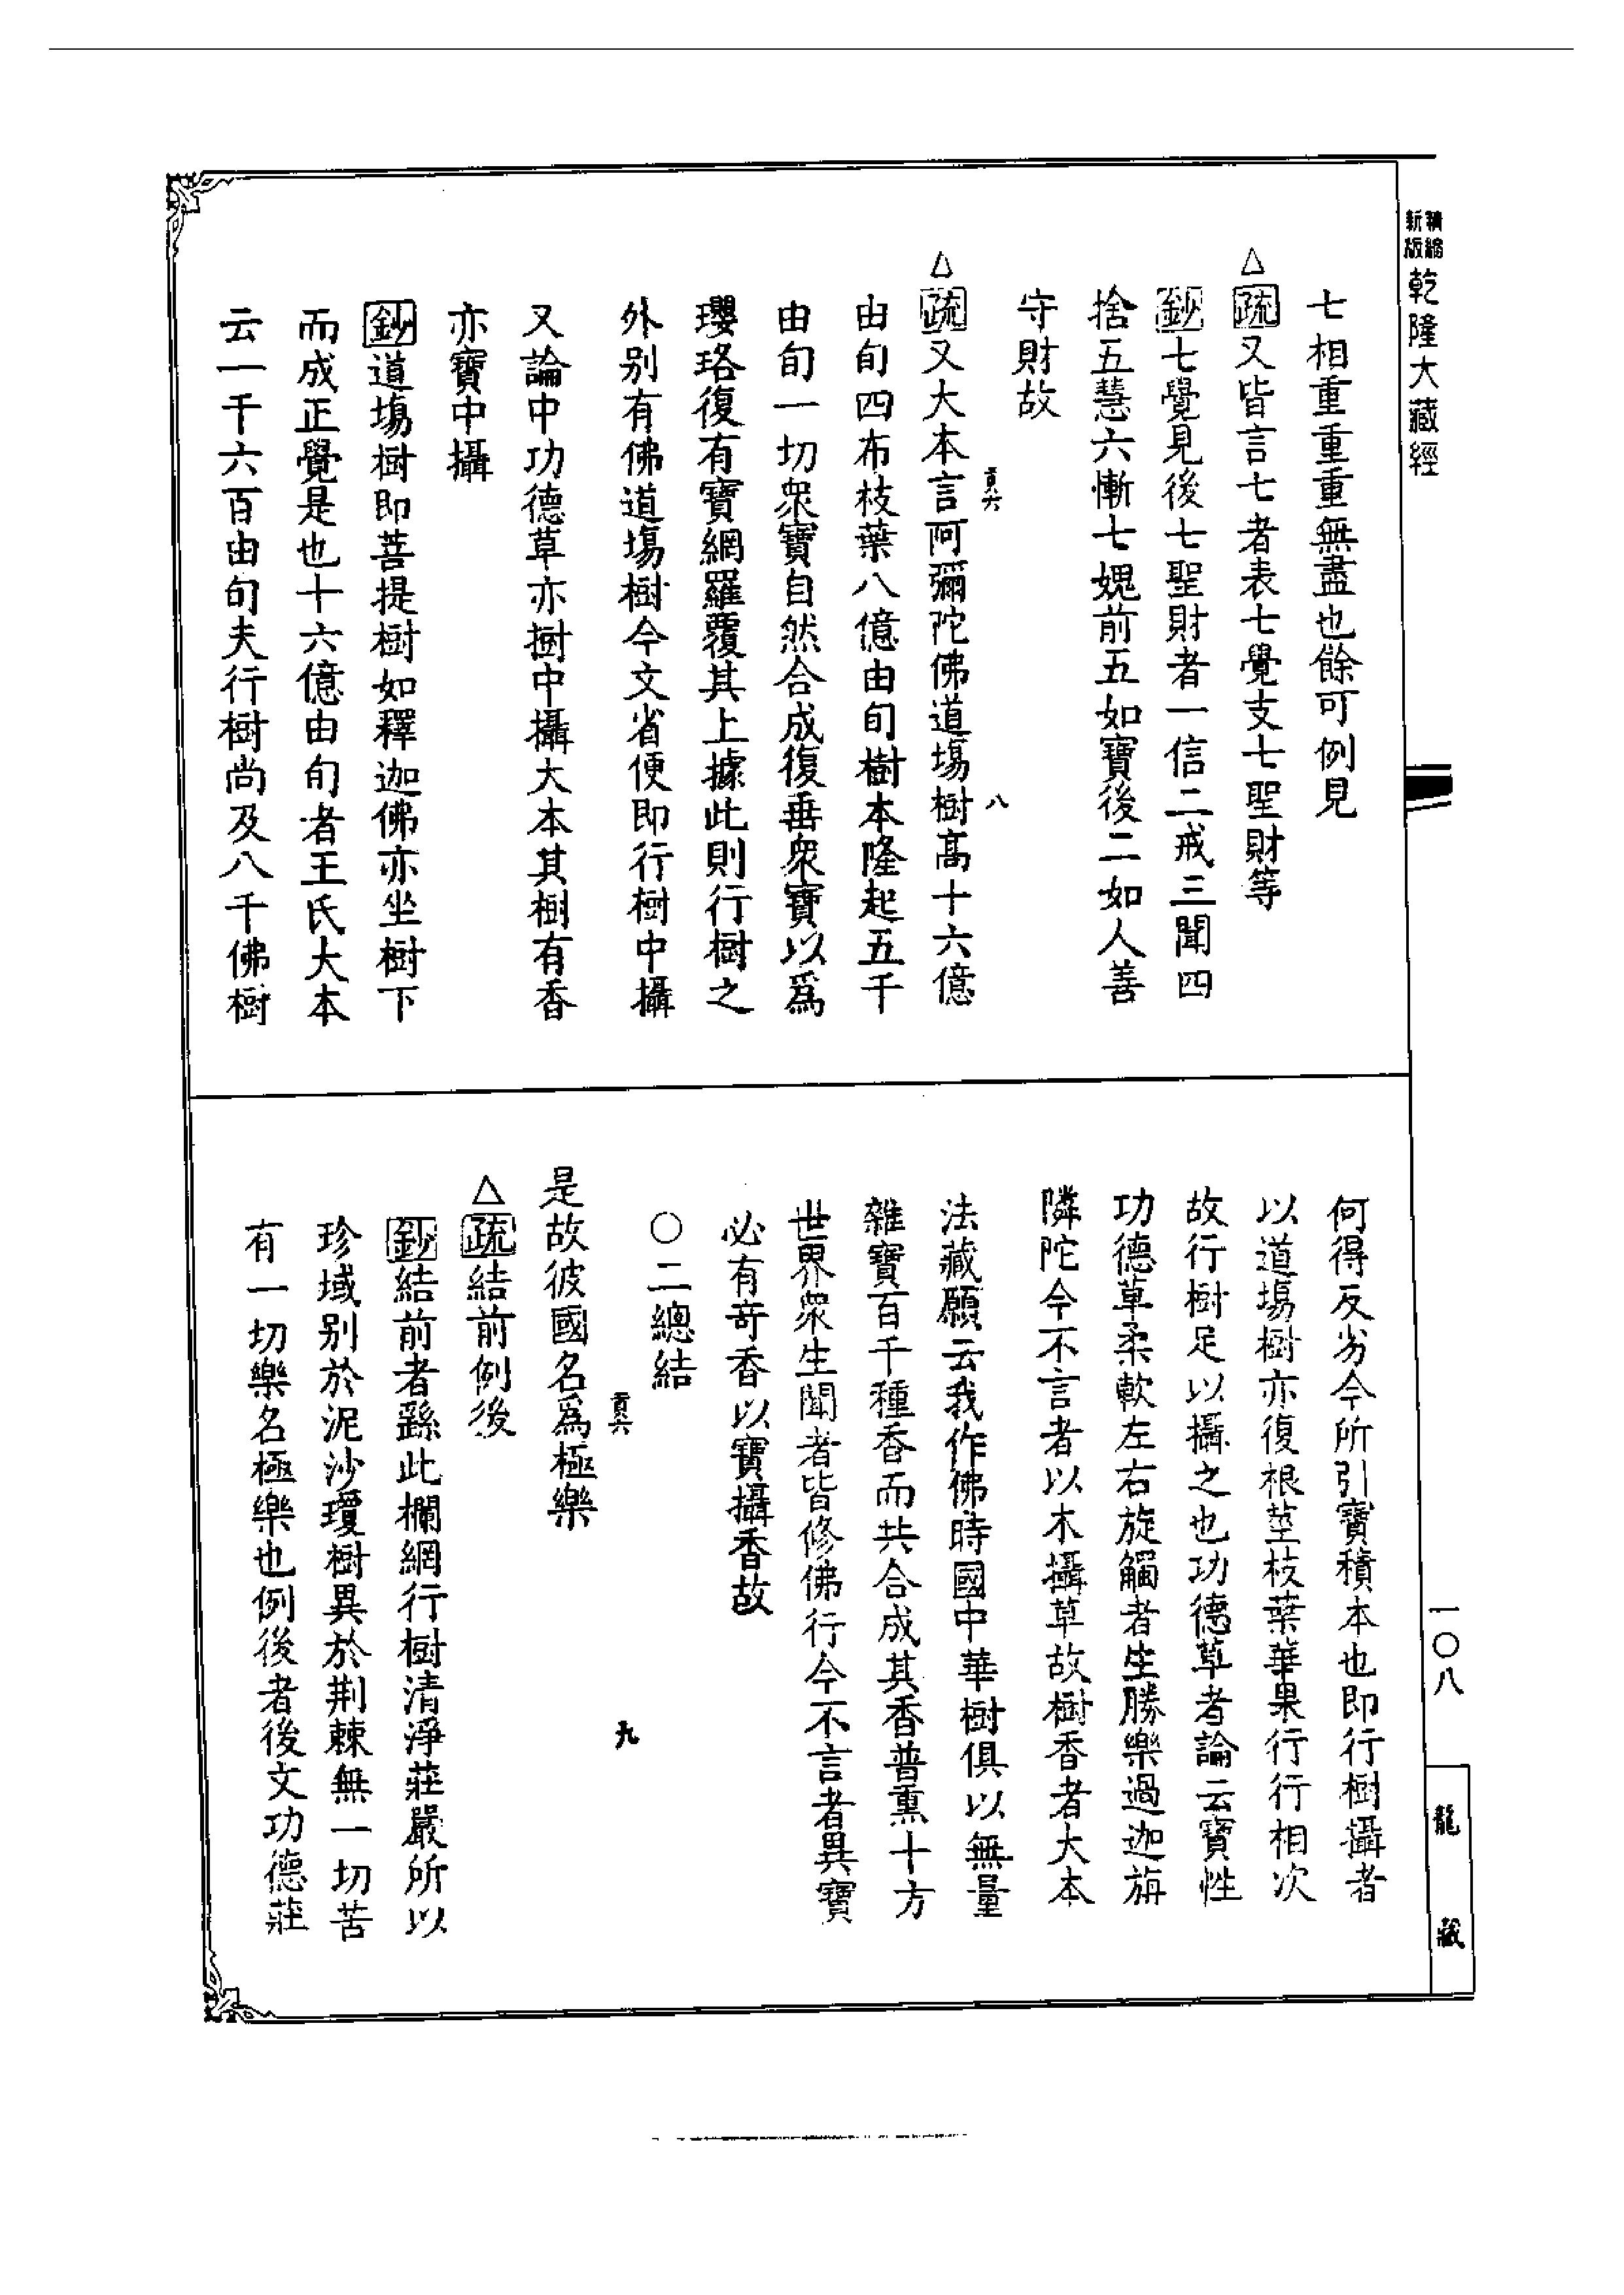 精縮新版 乾隆大藏經
七相重重重無盡也餘可例見
△疏又皆言七者表七覺支七聖財等
鈔七覺見後七聖財者一信二戒三聞四
捨五慧六慚七媿前五如寶後二如人善
守財故
貢六 八
△疏又大本言阿彌陀佛道塲樹高十六億
由旬四布枝葉八億由旬樹本隆起五千
由旬一切衆寶自然合成復垂衆寶以爲
瓔珞復有寶網羅覆其上據此則行樹之
外别有佛道塲樹今文省便即行樹中攝
又論中功德草亦樹中攝大本其樹有香
亦寶中攝
鈔道塲樹即菩提樹如釋迦佛亦坐樹下
而成正覺是也十六億由旬者王氏大本
云一千六百由旬夫行樹尚及八千佛樹
何得反劣今所引寶積本也即行樹攝者
以道塲樹亦復根莖枝葉華果行行相次
故行樹足以攝之也功德草者論云寶性
功德草柔軟左右旋觸者生勝樂過迦旃
隣陀今不言者以木攝草故樹香者大本
法藏願云我作佛時國中華樹俱以無量
雜寶百千種香而共合成其香普熏十方
世界衆生聞者皆修佛行今不言者異寶
必有奇香以寶攝香故
○二總結
貢六 九
是故彼國名爲極樂
△疏結前例後
鈔結前者繇此欄網行樹清淨莊嚴所以
珍域别於泥沙瓊樹異於荆棘無一切苦
有一切樂名極樂也例後者後文功德莊
一〇八
龍藏